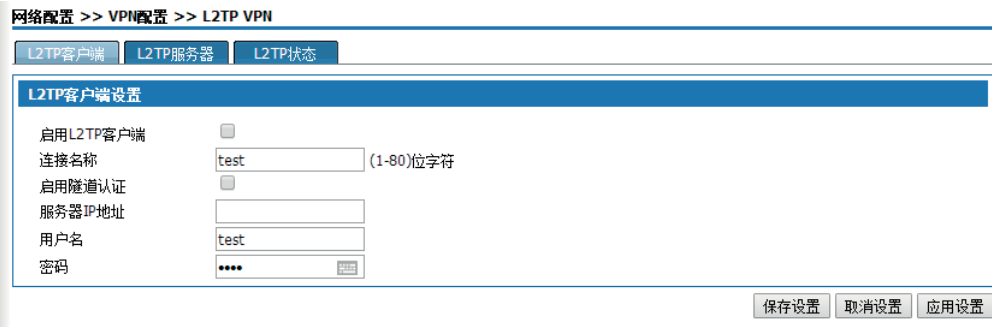 网络配置 >> VPN配置 >> L2TP VPN
L2TP客户端 L2TP服务器 L2TP状态
L2TP客户端设置
启用L2TP客户端
连接名称 test (1-80)位字符
启用隧道认证
服务器IP地址
用户名 test
密码 ••••
保存设置 取消设置 应用设置